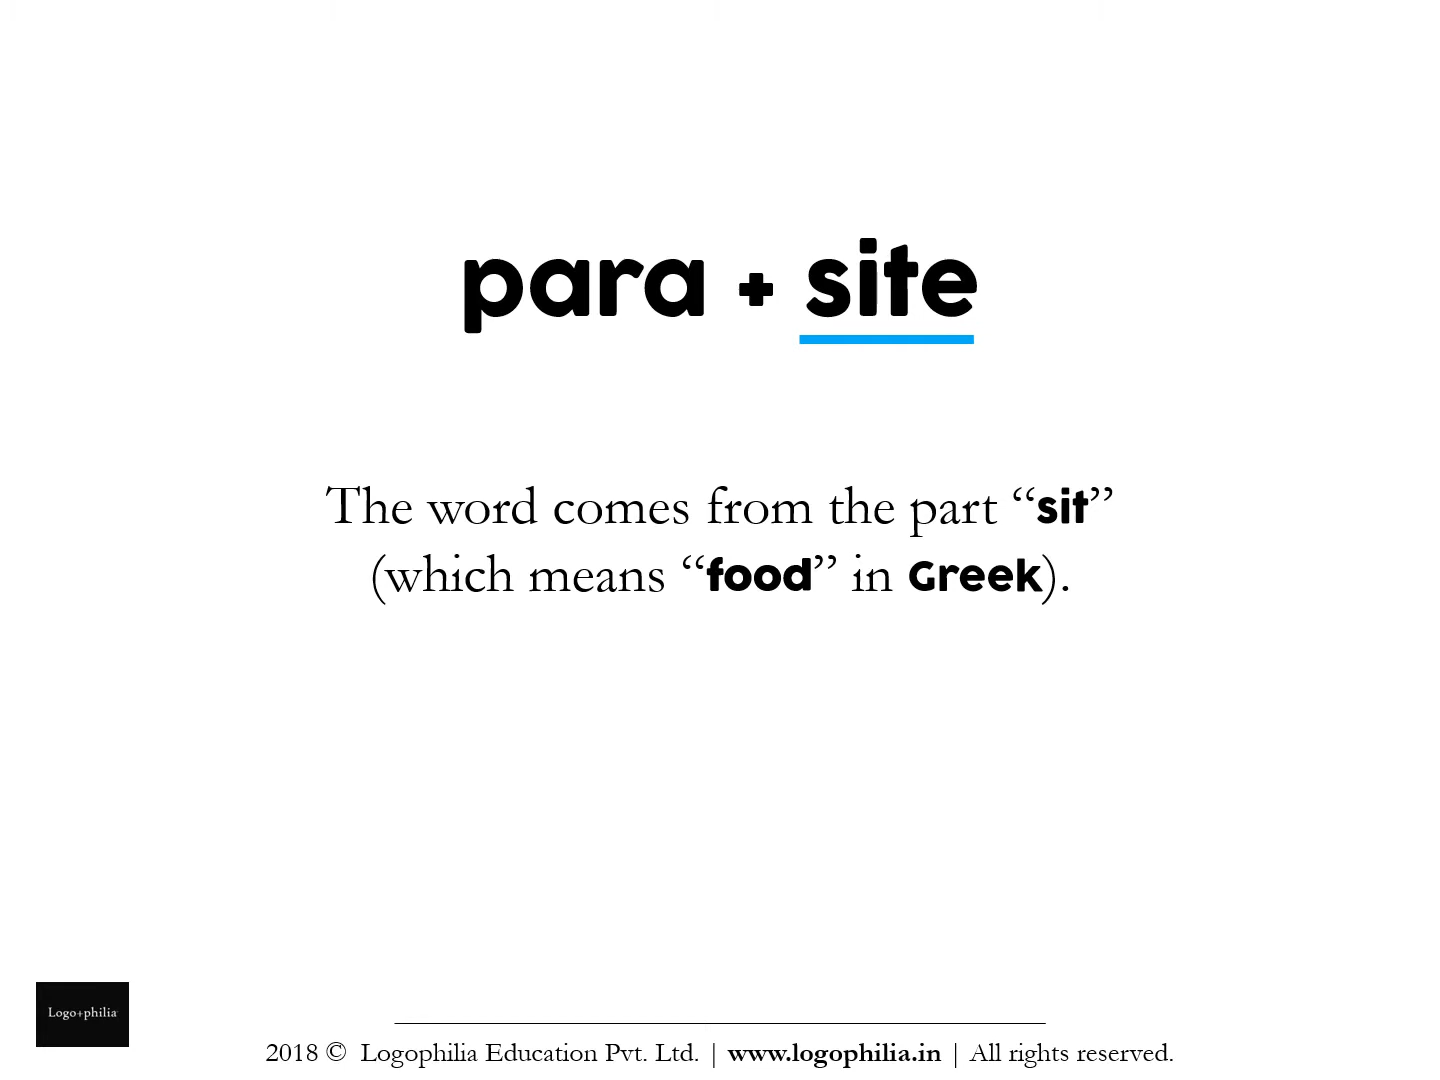 para + site
The word comes from the part “sit”
(which means “food” in Greek).
Logo+philia
2018 © Logophilia Education Pvt. Ltd. | www.logophilia.in | All rights reserved.